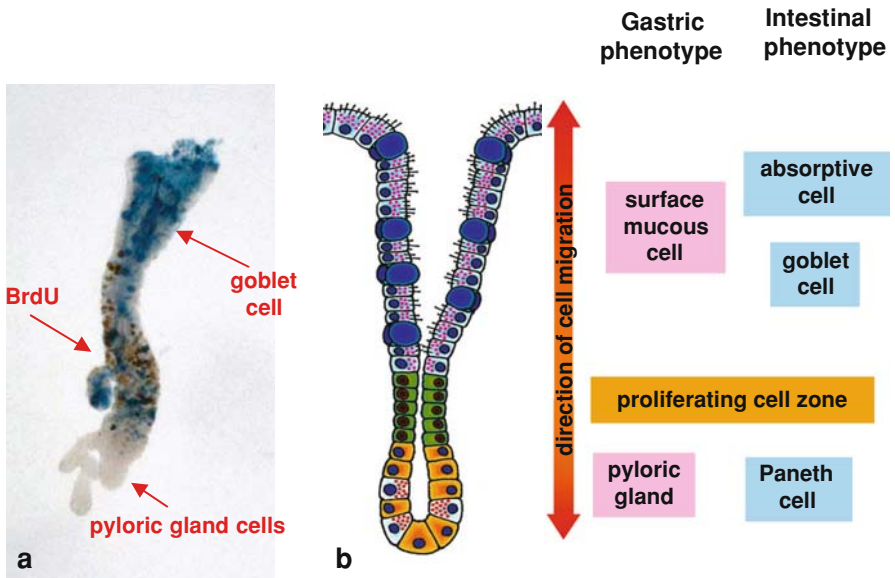 Gastric
phenotype
Intestinal
phenotype
goblet
cell
BrdU
pyloric gland cells
a
b
direction of cell migration
surface
mucous
cell
absorptive
cell
goblet
cell
proliferating cell zone
pyloric
gland
Paneth
cell